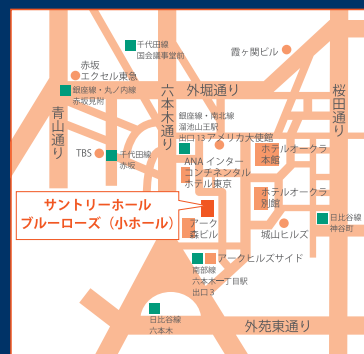 千代田線
国会議事堂前
霞ヶ関ビル
赤坂
エクセル東急
銀座線・丸ノ内線
赤坂見附
外堀通り
六本木通り
桜田通り
青山通り
銀座線・南北線
溜池山王駅
出口13
アメリカ大使館
TBS
千代田線
赤坂
ANA インター
コンチネンタル
ホテル東京
ホテルオークラ
本館
ホテルオークラ
別館
サントリーホール
ブルーローズ(小ホール)
アーク
森ビル
城山ヒルズ
日比谷線
神谷町
アークヒルズサイド
南部線
六本木一丁目駅
出口3
日比谷線
六本木
外苑東通り